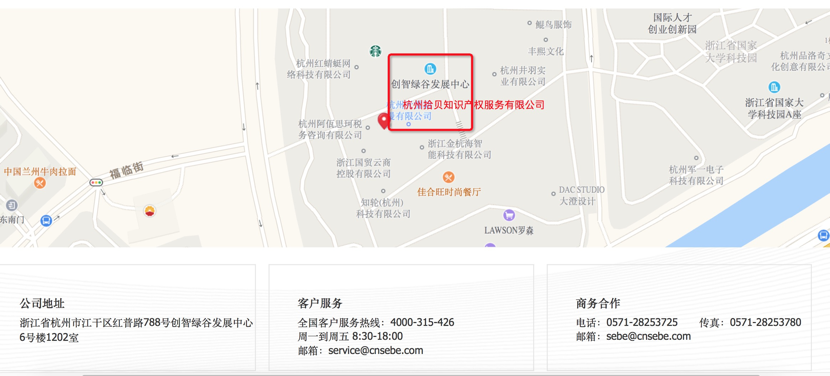 鲲鸟服饰
国际人才
创业创新园
丰熙文化
浙江省国家
大学科技园
杭州红蜻蜓网
络科技有限公司
杭州井羽实
业有限公司
杭州品洛奇文
化创意有限公司
创智绿谷发展中心
杭州拾贝知识产权服务有限公司
浙江省国家大
学科技园A座
杭州阿佤思珂税
务咨询有限公司
浙江金杭海智
能科技有限公司
浙江国贸云商
控股有限公司
福临街
中国兰州牛肉拉面
杭州军一电子
科技有限公司
佳合旺时尚餐厅
DAC STUDIO
大澄设计
知轮(杭州)
科技有限公司
东南门
LAWSON罗森
公司地址
浙江省杭州市江干区红普路788号创智绿谷发展中心
6号楼1202室
客户服务
全国客户服务热线：4000-315-426
周一到周五 8:30-18:00
邮箱：service@cnsebe.com
商务合作
电话：0571-28253725 传真：0571-28253780
邮箱：sebe@cnsebe.com